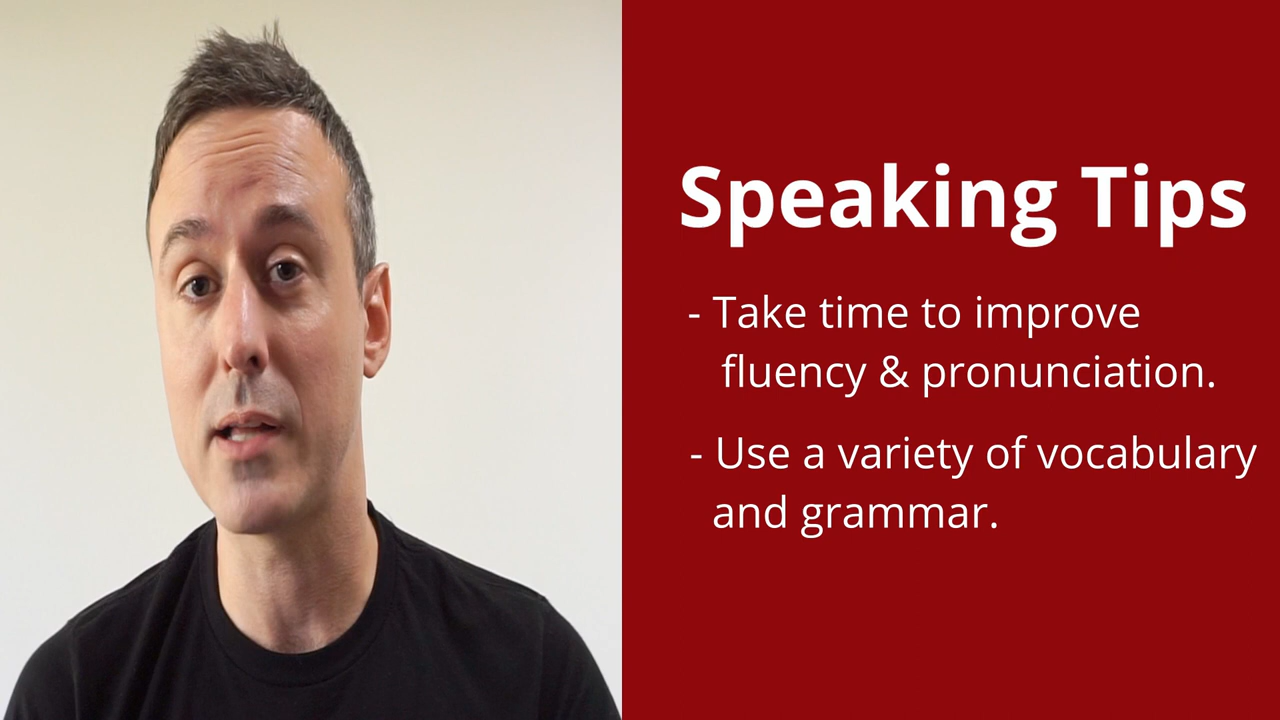 Speaking Tips
- Take time to improve
fluency & pronunciation.
- Use a variety of vocabulary
and grammar.